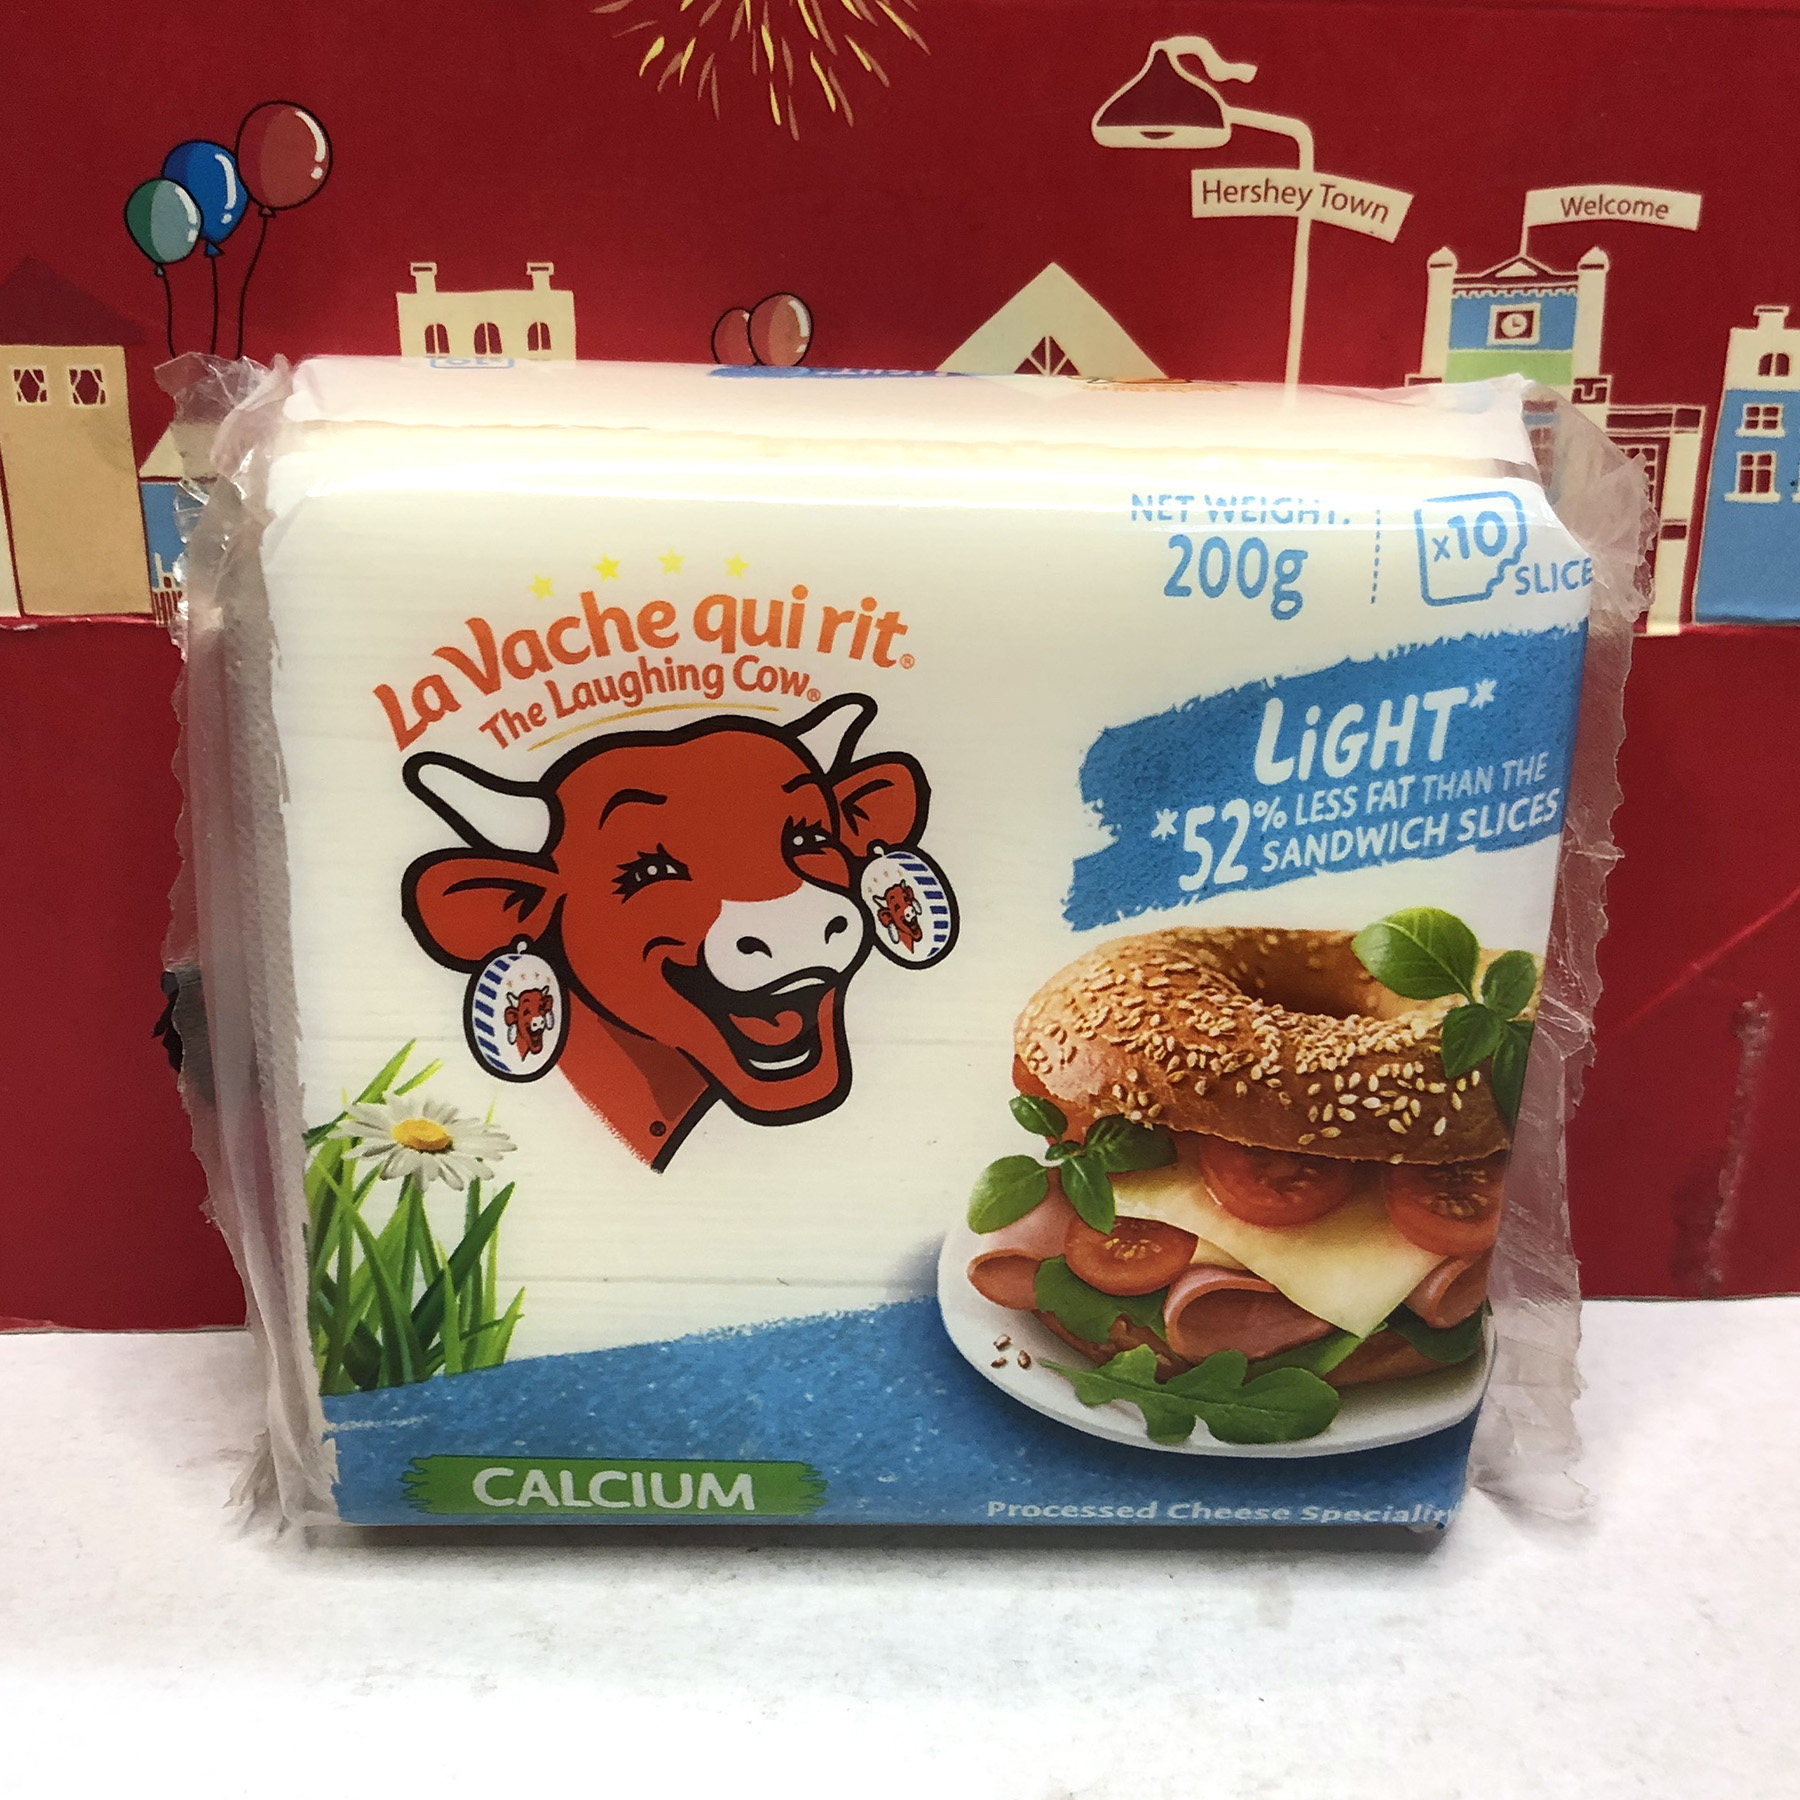 Hershey Town
Welcome
NET WEIGHT:
200g
x10
SLICE
La Vache qui rit®
The Laughing Cow®
LiGHT*
*52% LESS FAT THAN THE
SANDWICH SLICES
CALCIUM
Processed Cheese Speciality